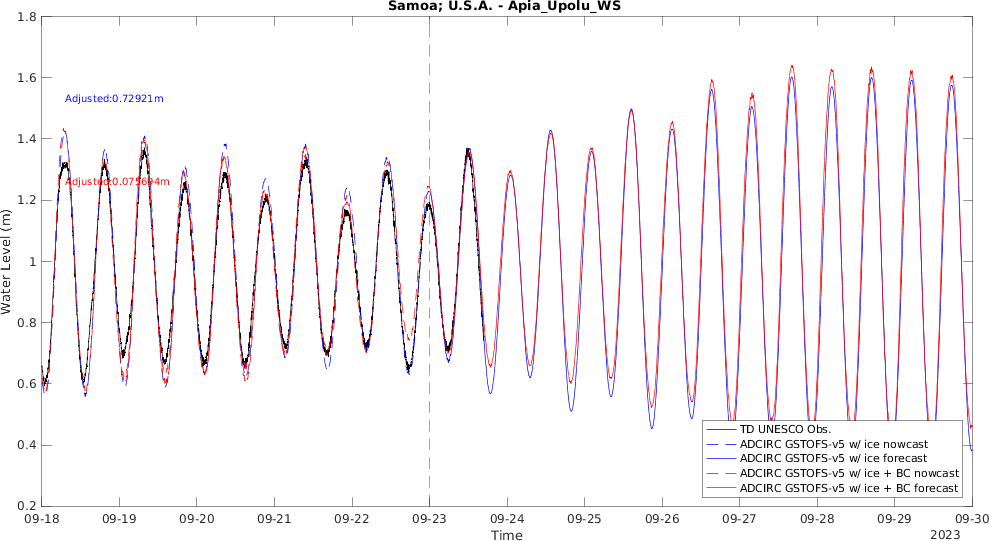 Samoa; U.S.A. - Apia_Upolu_WS
1.8
1.6
1.4
1.2
1
0.8
0.6
0.4
0.2
Water Level (m)
Adjusted:0.72921m
Adjusted:0.075694m
TD UNESCO Obs.
ADCIRC GSTOFS-v5 w/ ice nowcast
ADCIRC GSTOFS-v5 w/ ice forecast
ADCIRC GSTOFS-v5 w/ ice + BC nowcast
ADCIRC GSTOFS-v5 w/ ice + BC forecast
09-18 09-19 09-20 09-21 09-22 09-23 09-24 09-25 09-26 09-27 09-28 09-29 09-30
Time
2023